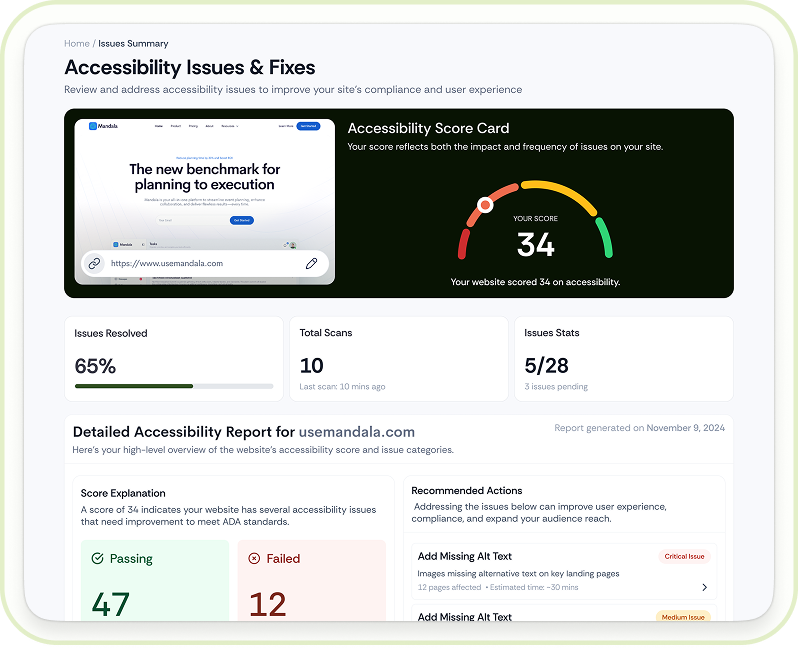 Home / Issues Summary
Accessibility Issues & Fixes
Review and address accessibility issues to improve your site's compliance and user experience
Mandala
Home Product Pricing About Resources
Get Started
The new benchmark for
planning to execution
Get Started
Mandala
Tasks
https://www.usemandala.com
Accessibility Score Card
Your score reflects both the impact and frequency of issues on your site.
YOUR SCORE
34
Your website scored 34 on accessibility.
Issues Resolved
65%
Total Scans
10
Last scan: 10 mins ago
Issues Stats
5/28
3 issues pending
Detailed Accessibility Report for usemandala.com
Report generated on November 9, 2024
Here's your high-level overview of the website's accessibility score and issue categories.
Score Explanation
A score of 34 indicates your website has several accessibility issues
that need improvement to meet ADA standards.
Passing
47
Failed
12
Recommended Actions
Addressing the issues below can improve user experience,
compliance, and expand your audience reach.
Add Missing Alt Text
Critical Issue
Images missing alternative text on key landing pages
12 pages affected • Estimated time: ~30 mins
Add Missing Alt Text
Medium Issue